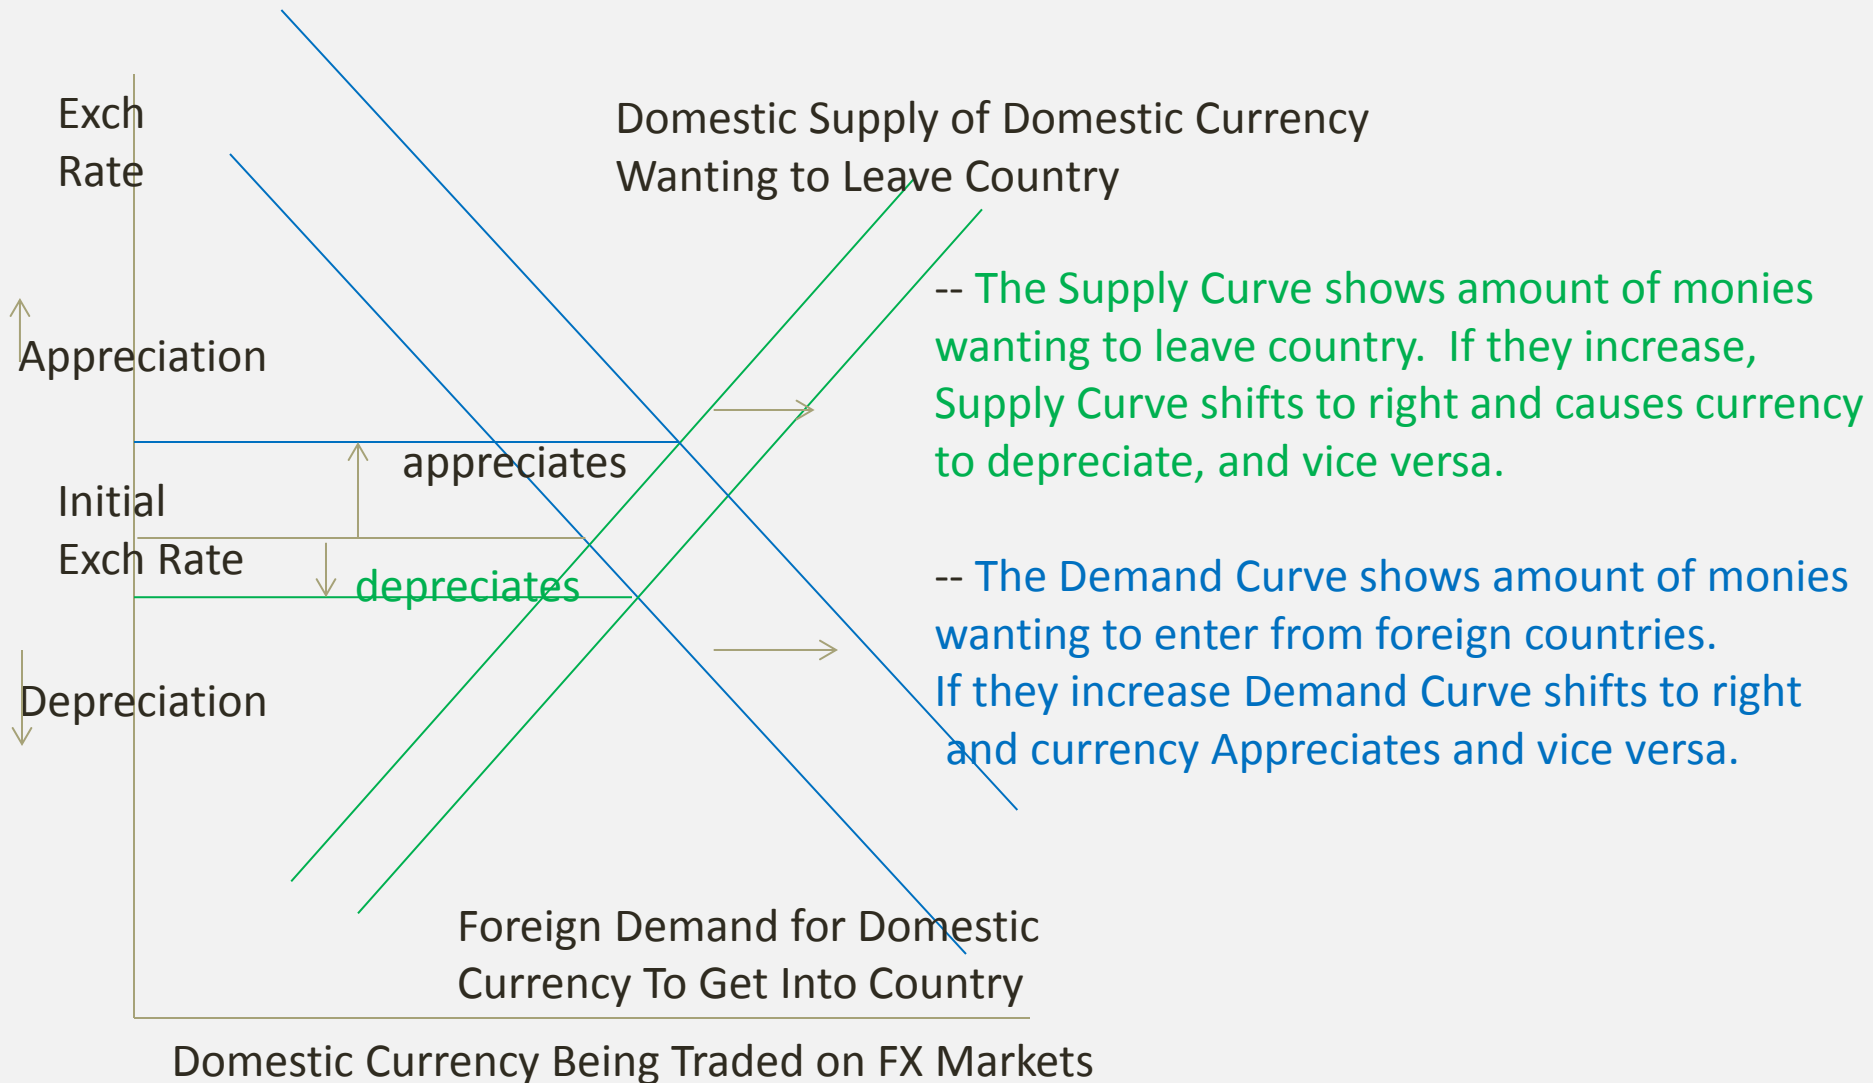 Exch
Rate
Domestic Supply of Domestic Currency
Wanting to Leave Country
-- The Supply Curve shows amount of monies
wanting to leave country.  If they increase,
Supply Curve shifts to right and causes currency
to depreciate, and vice versa.
Appreciation
appreciates
Initial
Exch Rate
depreciates
-- The Demand Curve shows amount of monies
wanting to enter from foreign countries.
If they increase Demand Curve shifts to right
and currency Appreciates and vice versa.
Depreciation
Foreign Demand for Domestic
Currency To Get Into Country
Domestic Currency Being Traded on FX Markets